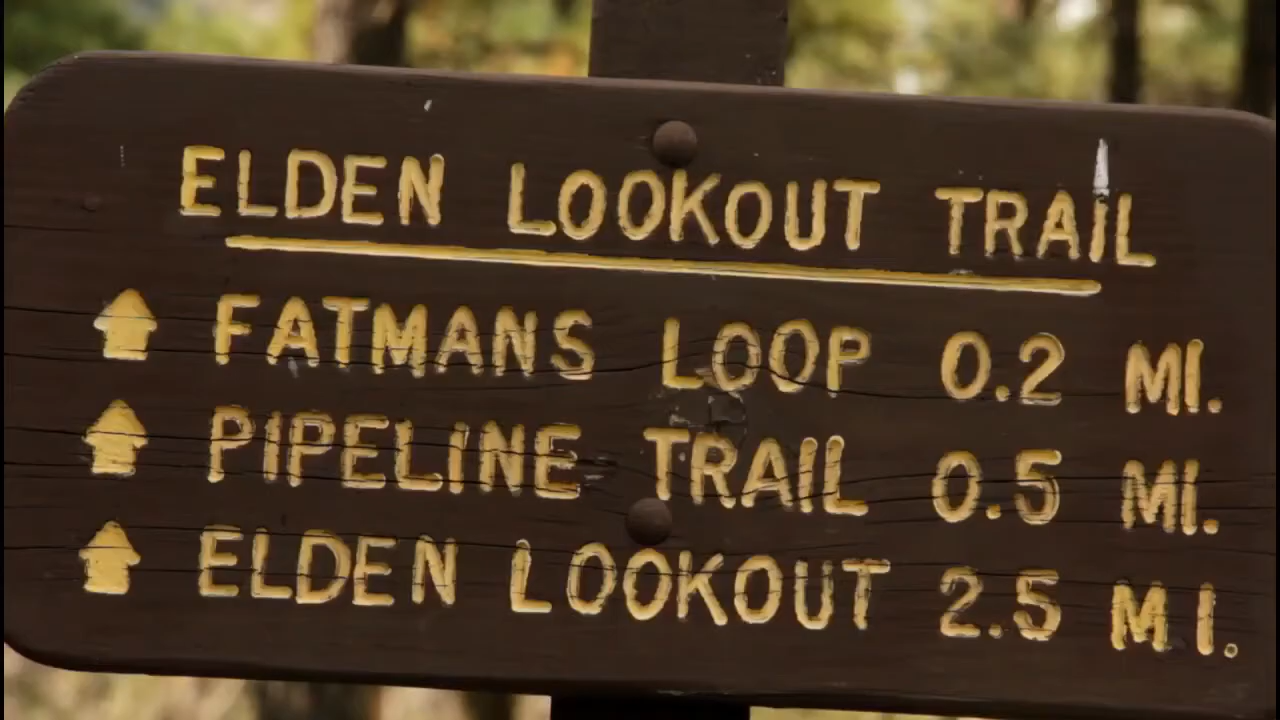 ELDEN LOOKOUT TRAIL
FATMANS LOOP 0.2 MI.
PIPELINE TRAIL 0.5 MI.
ELDEN LOOKOUT 2.5 MI.